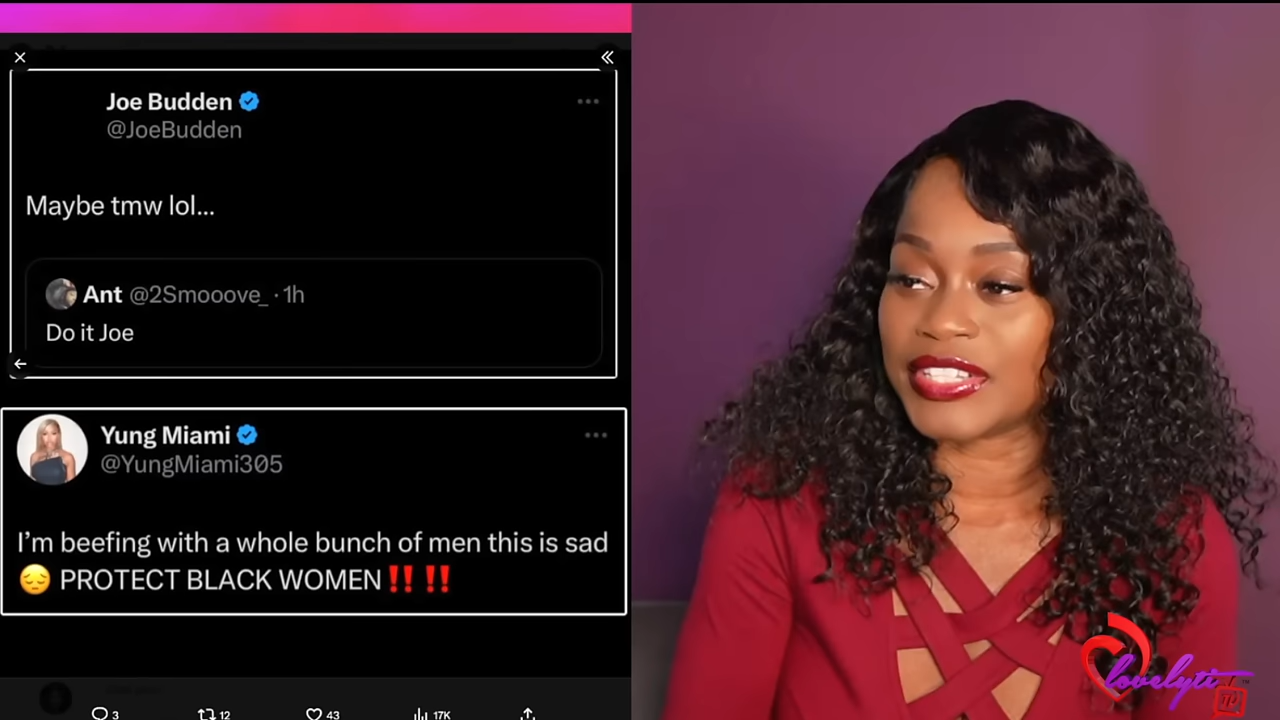 Joe Budden
@JoeBudden
Maybe tmw lol...
Ant @2Smooove_ · 1h
Do it Joe
Yung Miami
@YungMiami305
I'm beefing with a whole bunch of men this is sad
😔 PROTECT BLACK WOMEN‼️ ‼️
3 12 43 17K
lovelyti